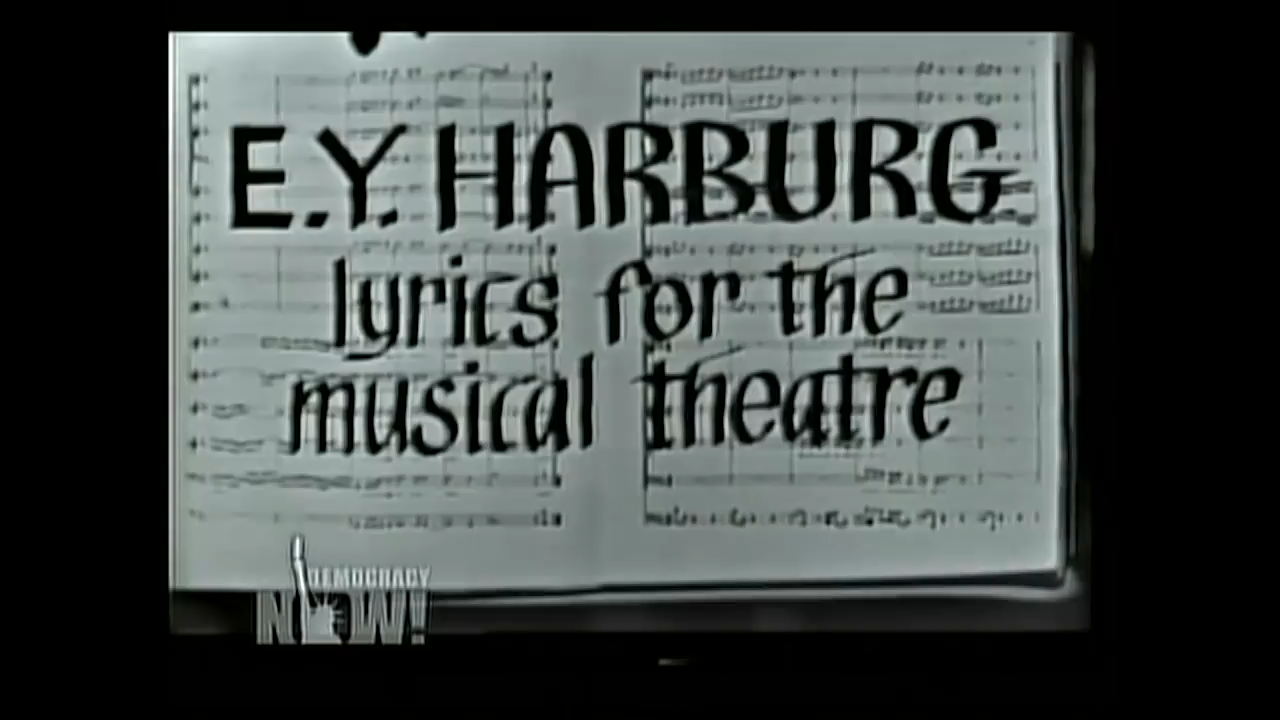 E.Y. HARBURG
lyrics for the
musical theatre
DEMOCRACY
NOW!